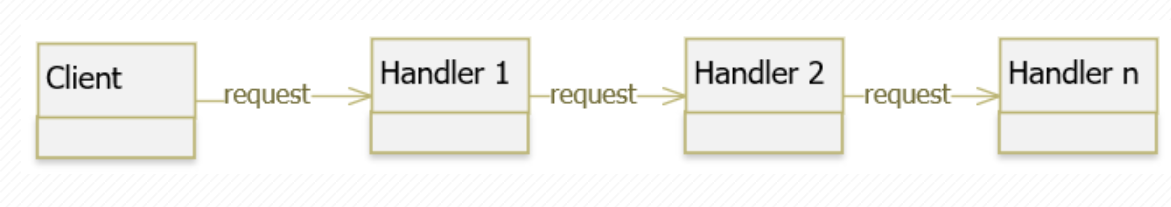 Client
request
Handler 1
request
Handler 2
request
Handler n